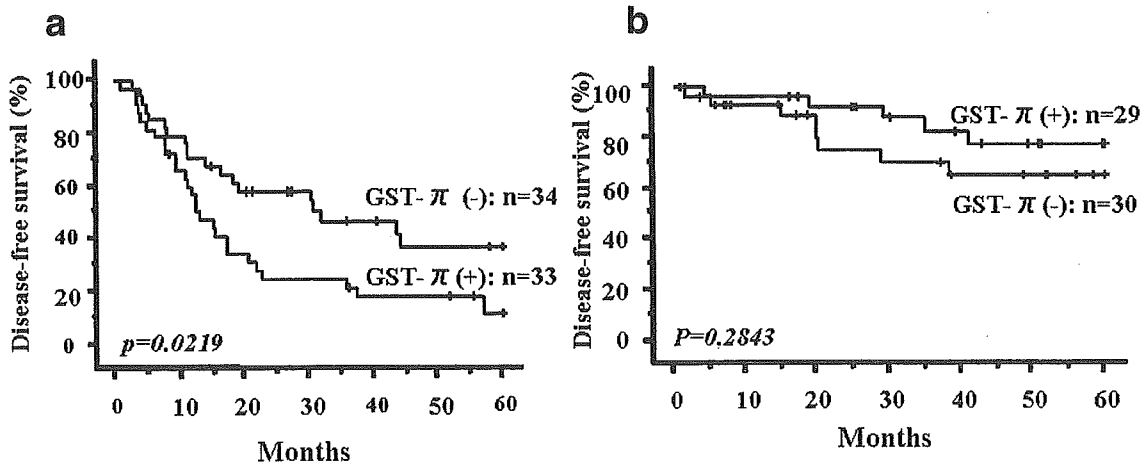 a
Disease-free survival (%)
100
80
60
40
20
0
GST- π (-): n=34
GST- π (+): n=33
p=0.0219
0 10 20 30 40 50 60
Months
b
Disease-free survival (%)
100
80
60
40
20
0
GST- π (+): n=29
GST- π (-): n=30
P=0.2843
0 10 20 30 40 50 60
Months